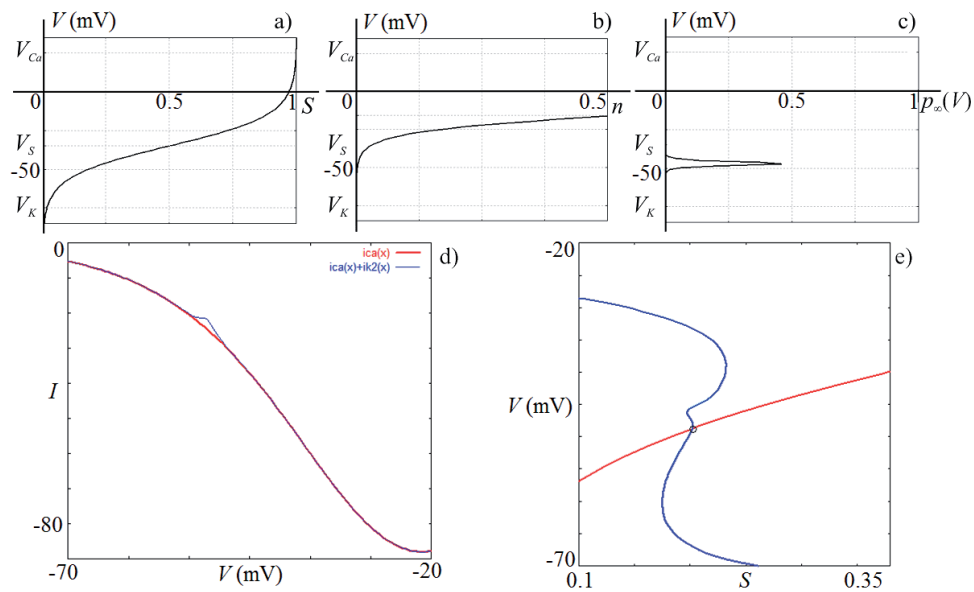 V (mV) a)
V (mV) b)
V (mV) c)
V_Ca V_Ca V_Ca
0 0.5 1 S
0 0.5 n
0 0.5 1 p_∞(V)
V_S V_S V_S
-50 -50 -50
V_K V_K V_K
0 ica(x) d)
ica(x)+ik2(x)
I
-80
-70 V (mV) -20
-20 e)
V (mV)
-70
0.1 S 0.35